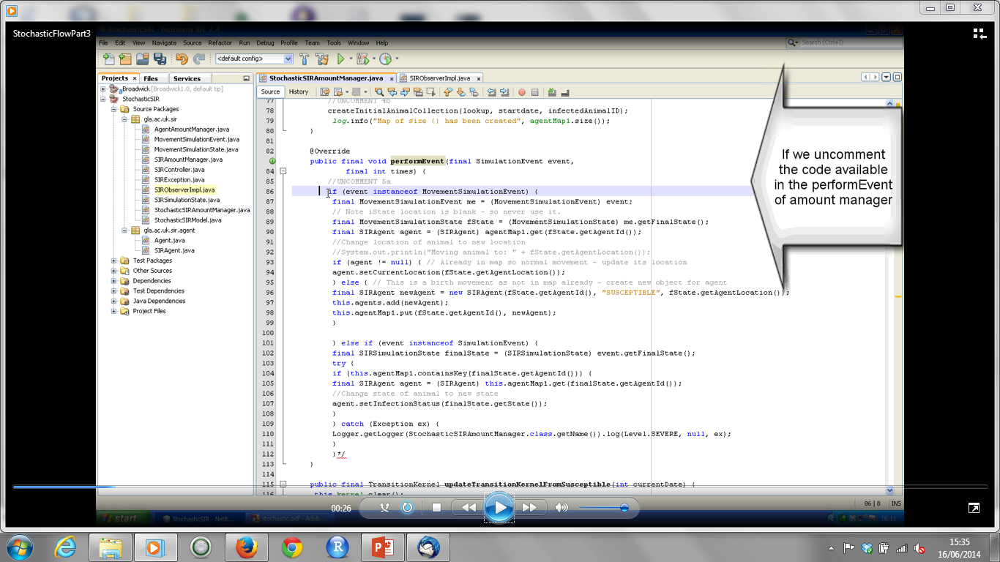 StochasticFlowPart3
StochasticSIR - NetBeans IDE 7.4
File Edit View Navigate Source Refactor Run Debug Profile Team Tools Window Help
Search (Ctrl+I)
<default config>
Projects Files Services
StochasticSIRAmountManager.java SIRObserverImpl.java
Source History
Broadwick [Broadwick1.0, default tip]
StochasticSIR
Source Packages
gla.ac.uk.sir
AgentAmountManager.java
MovementSimulationEvent.java
MovementSimulationState.java
SIRAmountManager.java
SIRController.java
SIRException.java
SIRObserverImpl.java
SIRSimulationState.java
StochasticSIRAmountManager.java
StochasticSIRModel.java
gla.ac.uk.sir.agent
Agent.java
SIRAgent.java
Test Packages
Other Sources
Dependencies
Test Dependencies
Java Dependencies
Project Files
77 //UNCOMMENT 4b
78 createInitialAnimalCollection(lookup, startdate, infectedAnimalID);
79 log.info("Map of size {} has been created", agentMap1.size());
80 }
81
82 @Override
public final void performEvent(final SimulationEvent event,
84 final int times) {
85 //UNCOMMENT 5a
86 if (event instanceof MovementSimulationEvent) {
87 final MovementSimulationEvent me = (MovementSimulationEvent) event;
88 // Note iState location is blank - so never use it.
89 final MovementSimulationState fState = (MovementSimulationState) me.getFinalState();
90 final SIRAgent agent = (SIRAgent) agentMap1.get(fState.getAgentId());
91 //Change location of animal to new location
92 //System.out.println("Moving animal to: " + fState.getAgentLocation());
93 if (agent != null) { // Already in map so normal movement - update its location
94 agent.setCurrentLocation(fState.getAgentLocation());
95 } else { // This is a birth movement as not in map already - create new object for agent
96 final SIRAgent newAgent = new SIRAgent(fState.getAgentId(), "SUSCEPTIBLE", fState.getAgentLocation());
97 this.agents.add(newAgent);
98 this.agentMap1.put(fState.getAgentId(), newAgent);
99 }
100
101 } else if (event instanceof SimulationEvent) {
102 final SIRSimulationState finalState = (SIRSimulationState) event.getFinalState();
103 try {
104 if (this.agentMap1.containsKey(finalState.getAgentId())) {
105 final SIRAgent agent = (SIRAgent) this.agentMap1.get(finalState.getAgentId());
106 //Change state of animal to new state
107 agent.setInfectionStatus(finalState.getState());
108 }
109 } catch (Exception ex) {
110 Logger.getLogger(StochasticSIRAmountManager.class.getName()).log(Level.SEVERE, null, ex);
111 }
112 }*/
113 }
114
115 public final TransitionKernel updateTransitionKernelFromSusceptible(int currentDate) {
116 this.kernel.clear();
If we uncomment
the code available
in the performEvent
of amount manager
86 | 8 INS
00:26
start StochasticSIR - NetB... stochastic.pdf - Adob... 16:11
R
15:35
16/06/2014